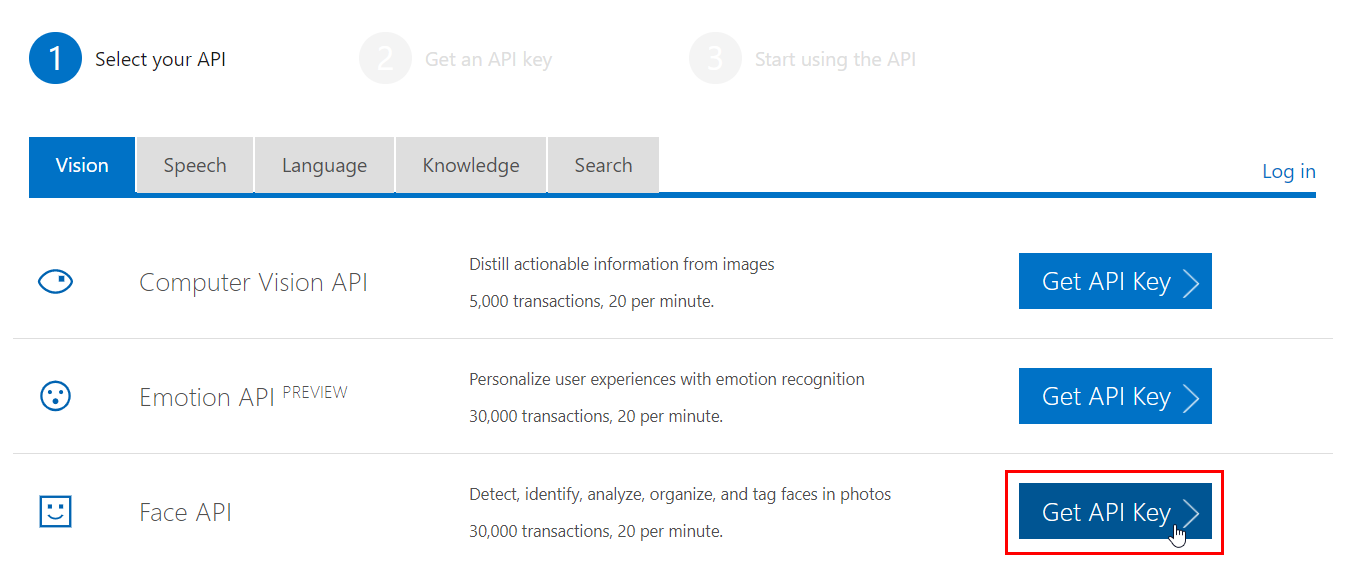 1 Select your API 2 Get an API key 3 Start using the API
Vision Speech Language Knowledge Search Log in
Computer Vision API
Distill actionable information from images
5,000 transactions, 20 per minute.
Get API Key
Emotion API PREVIEW
Personalize user experiences with emotion recognition
30,000 transactions, 20 per minute.
Get API Key
Face API
Detect, identify, analyze, organize, and tag faces in photos
30,000 transactions, 20 per minute.
Get API Key